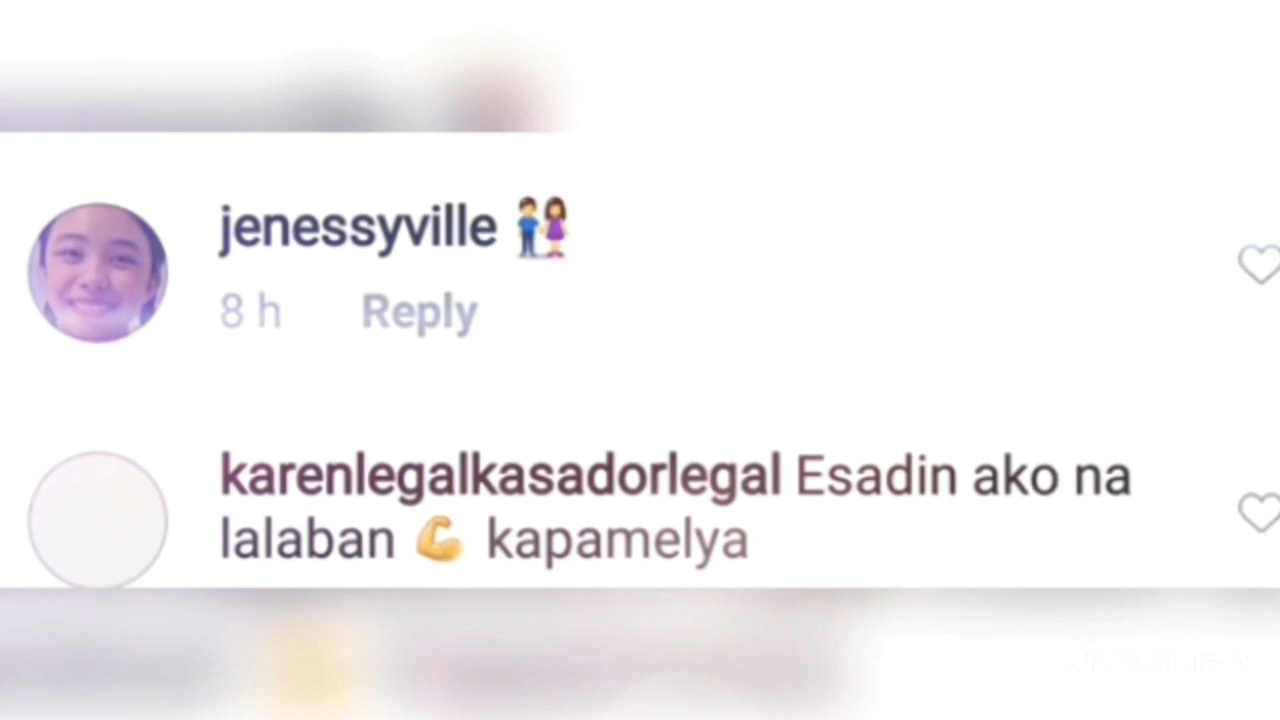 jenessyville 👫
8 h Reply
karenlegalkasadorlegal Esadin ako na
lalaban 💪 kapamelya